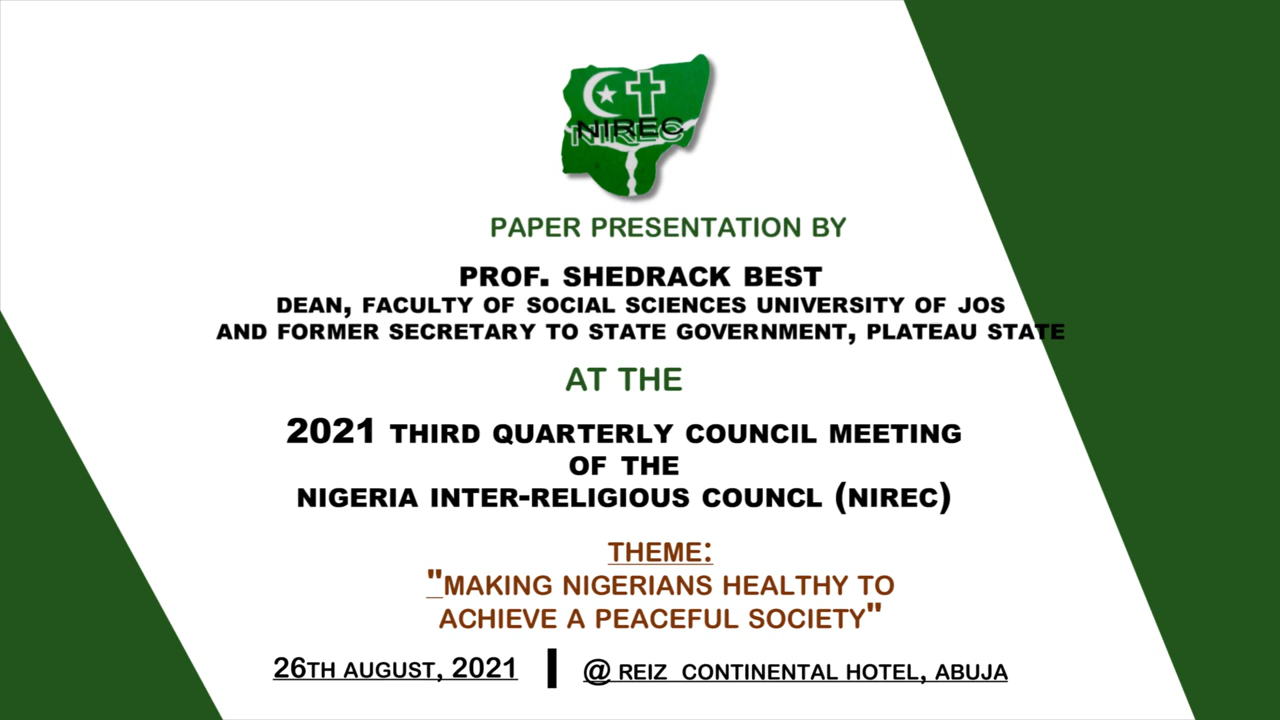 NIREC
PAPER PRESENTATION BY
PROF. SHEDRACK BEST
DEAN, FACULTY OF SOCIAL SCIENCES UNIVERSITY OF JOS
AND FORMER SECRETARY TO STATE GOVERNMENT, PLATEAU STATE
AT THE
2021 THIRD QUARTERLY COUNCIL MEETING
OF THE
NIGERIA INTER-RELIGIOUS COUNCL (NIREC)
THEME:
"MAKING NIGERIANS HEALTHY TO
ACHIEVE A PEACEFUL SOCIETY"
26TH AUGUST, 2021 | @ REIZ CONTINENTAL HOTEL, ABUJA